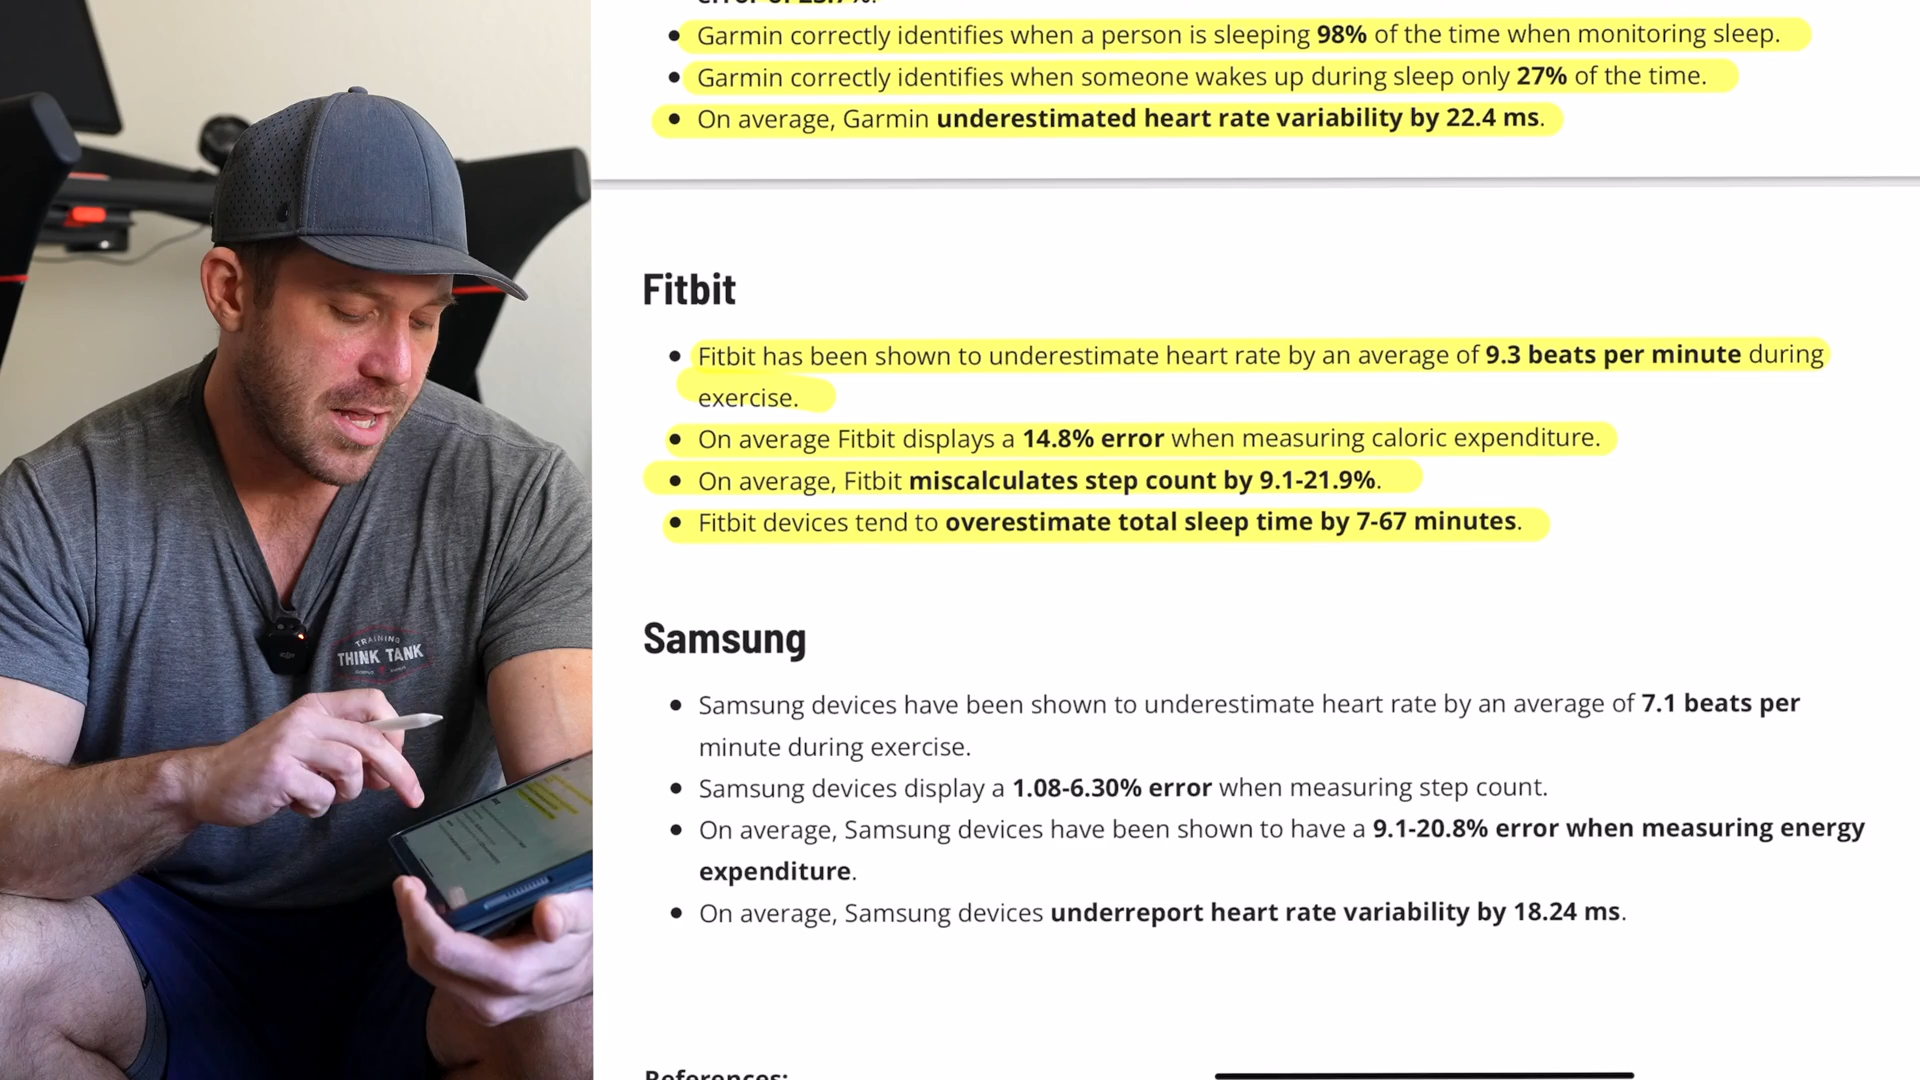 Garmin correctly identifies when a person is sleeping 98% of the time when monitoring sleep.
Garmin correctly identifies when someone wakes up during sleep only 27% of the time.
On average, Garmin underestimated heart rate variability by 22.4 ms.
Fitbit
Fitbit has been shown to underestimate heart rate by an average of 9.3 beats per minute during
exercise.
On average Fitbit displays a 14.8% error when measuring caloric expenditure.
On average, Fitbit miscalculates step count by 9.1-21.9%.
Fitbit devices tend to overestimate total sleep time by 7-67 minutes.
Samsung
Samsung devices have been shown to underestimate heart rate by an average of 7.1 beats per
minute during exercise.
Samsung devices display a 1.08-6.30% error when measuring step count.
On average, Samsung devices have been shown to have a 9.1-20.8% error when measuring energy
expenditure.
On average, Samsung devices underreport heart rate variability by 18.24 ms.
References:
TRAINING
THINK TANK